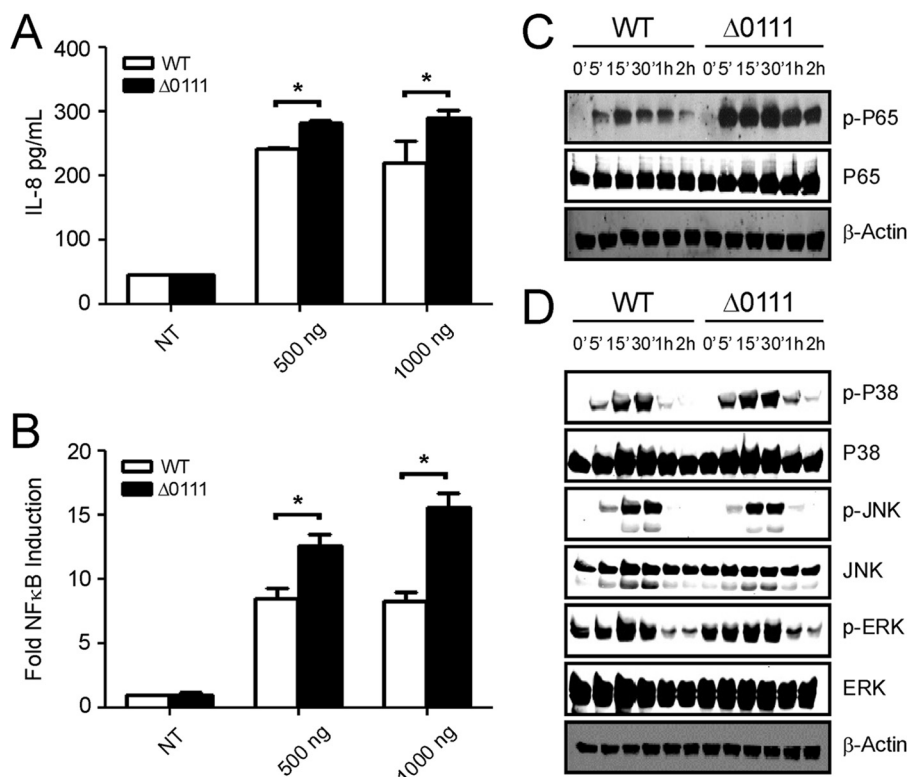 A
400
300
200
100
0
IL-8 pg/mL
WT
Δ0111
*
*
NT
500 ng
1000 ng
B
20
15
10
5
0
Fold NFκB Induction
WT
Δ0111
*
*
NT
500 ng
1000 ng
C
WT Δ0111
0' 5' 15' 30' 1h 2h 0' 5' 15' 30' 1h 2h
p-P65
P65
β-Actin
D
WT Δ0111
0' 5' 15' 30' 1h 2h 0' 5' 15' 30' 1h 2h
p-P38
P38
p-JNK
JNK
p-ERK
ERK
β-Actin